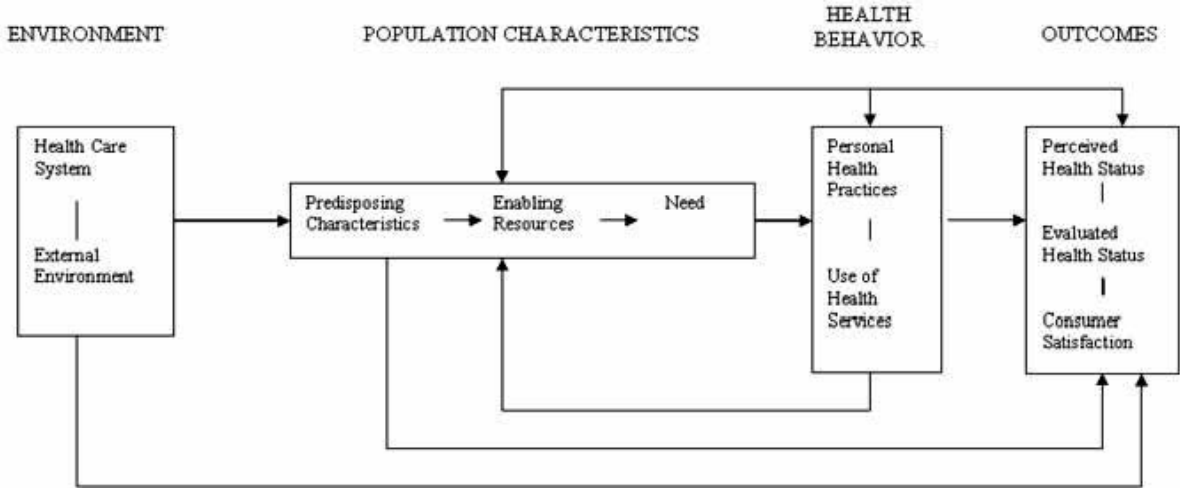 ENVIRONMENT
POPULATION CHARACTERISTICS
HEALTH
BEHAVIOR
OUTCOMES
Health Care
System
External
Environment
Predisposing
Characteristics
Enabling
Resources
Need
Personal
Health
Practices
Use of
Health
Services
Perceived
Health Status
Evaluated
Health Status
Consumer
Satisfaction